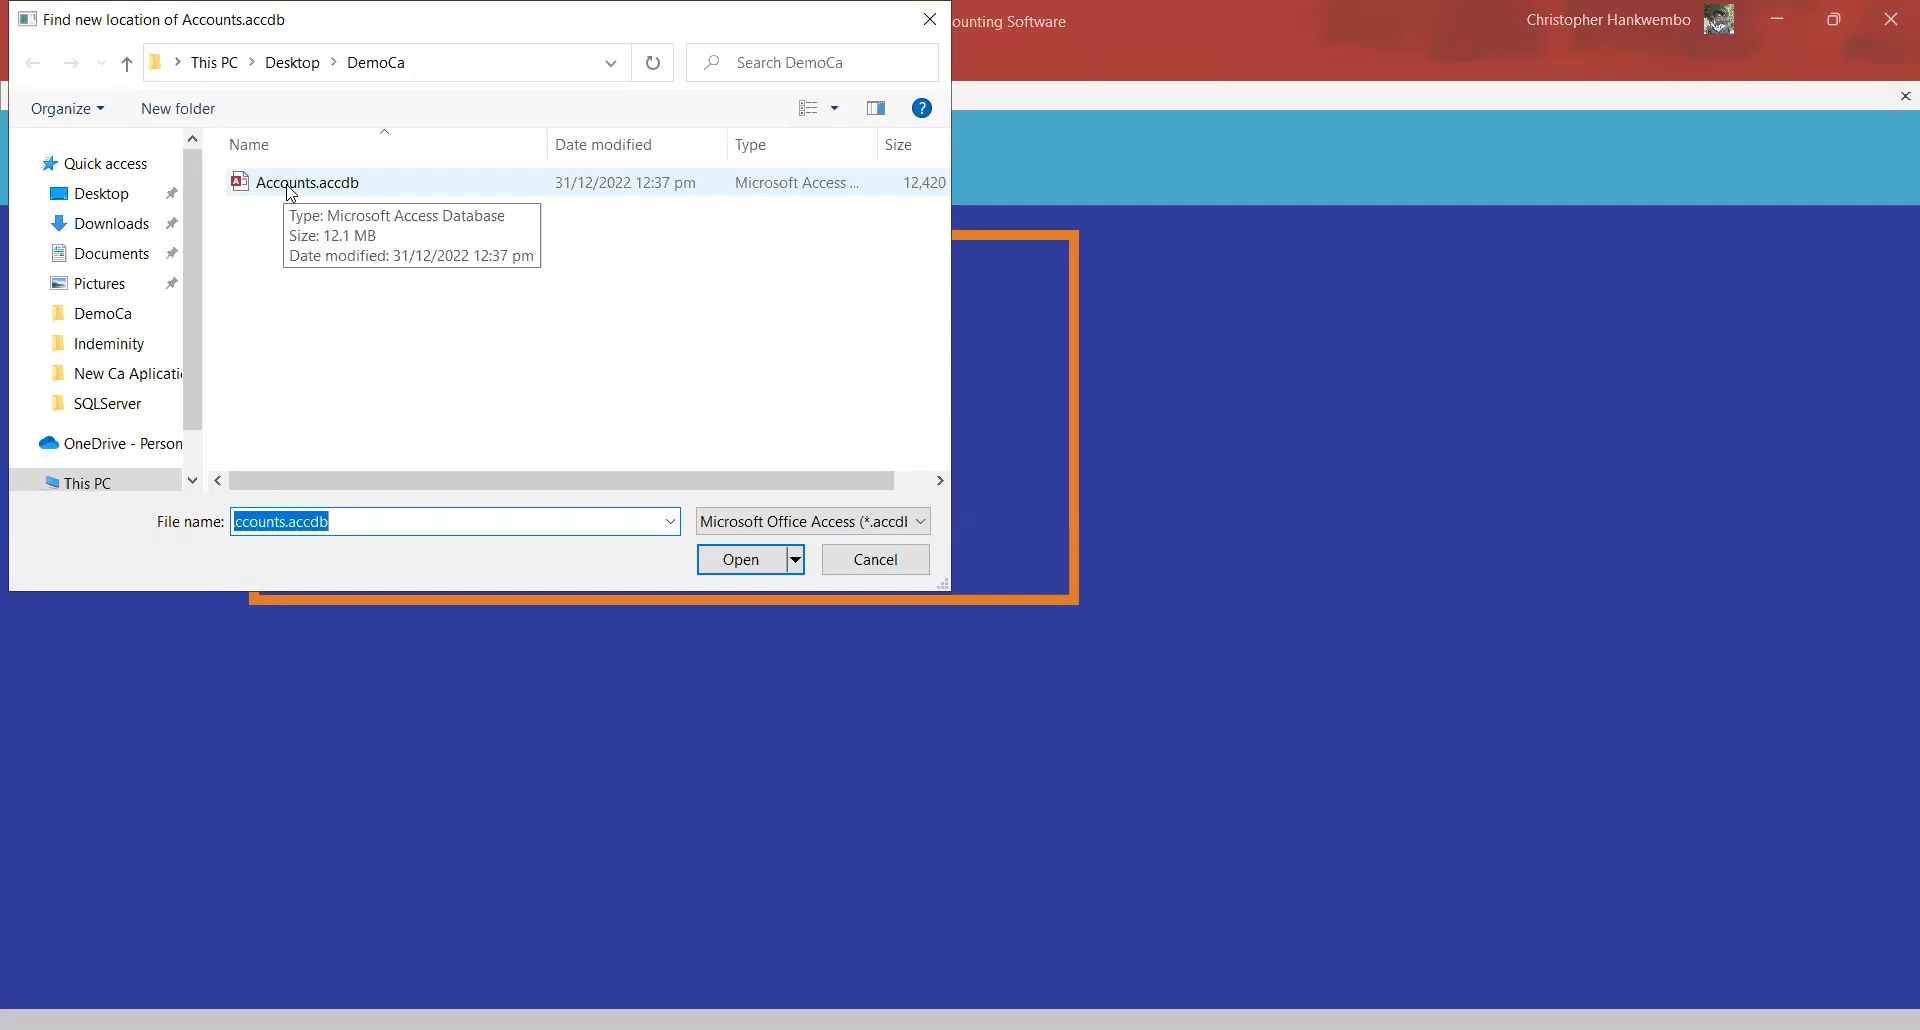 Find new location of Accounts.accdb
ounting Software
Christopher Hankwembo
This PC > Desktop > DemoCa
Search DemoCa
Organize
New folder
Name
Date modified
Type
Size
Quick access
Desktop
Downloads
Documents
Pictures
DemoCa
Indeminity
New Ca Aplicati
SQLServer
OneDrive - Person
This PC
Accounts.accdb
31/12/2022 12:37 pm
Microsoft Access ...
12,420
Type: Microsoft Access Database
Size: 12.1 MB
Date modified: 31/12/2022 12:37 pm
File name:
ccounts.accdb
Microsoft Office Access (*.accdl
Open
Cancel